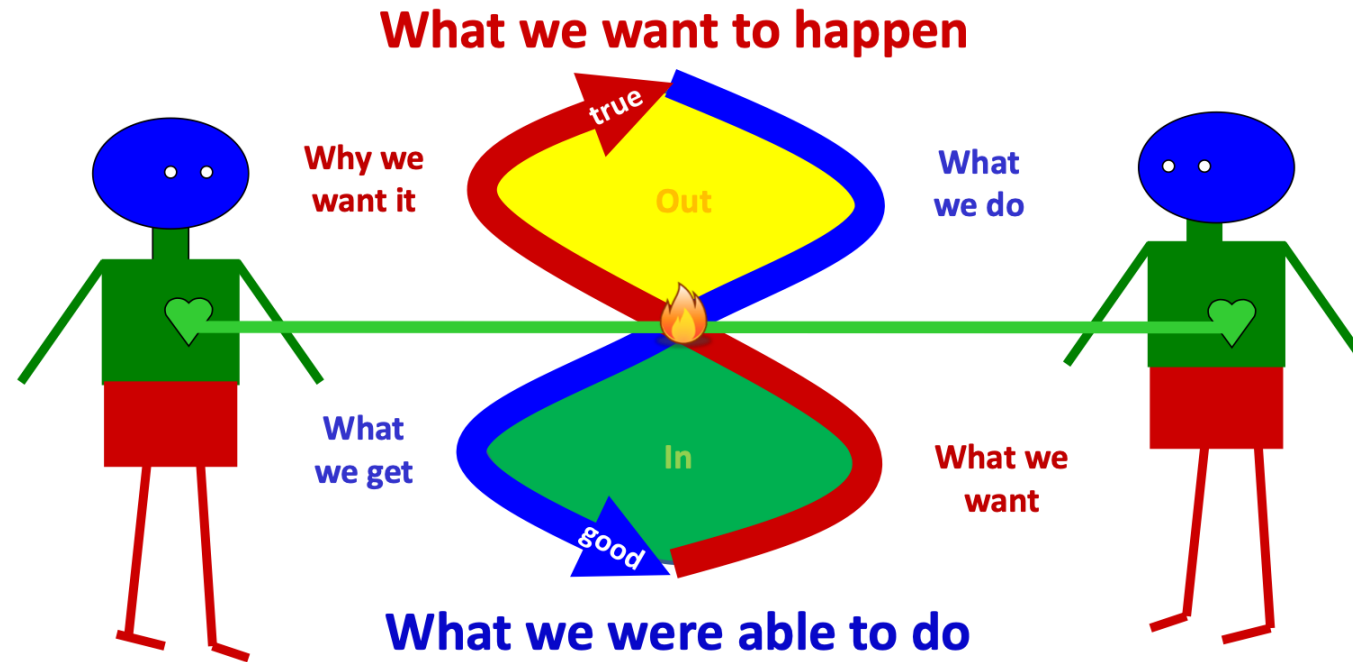 What we want to happen
true
Why we
want it
Out
What
we do
What
we get
In
What we
want
good
What we were able to do